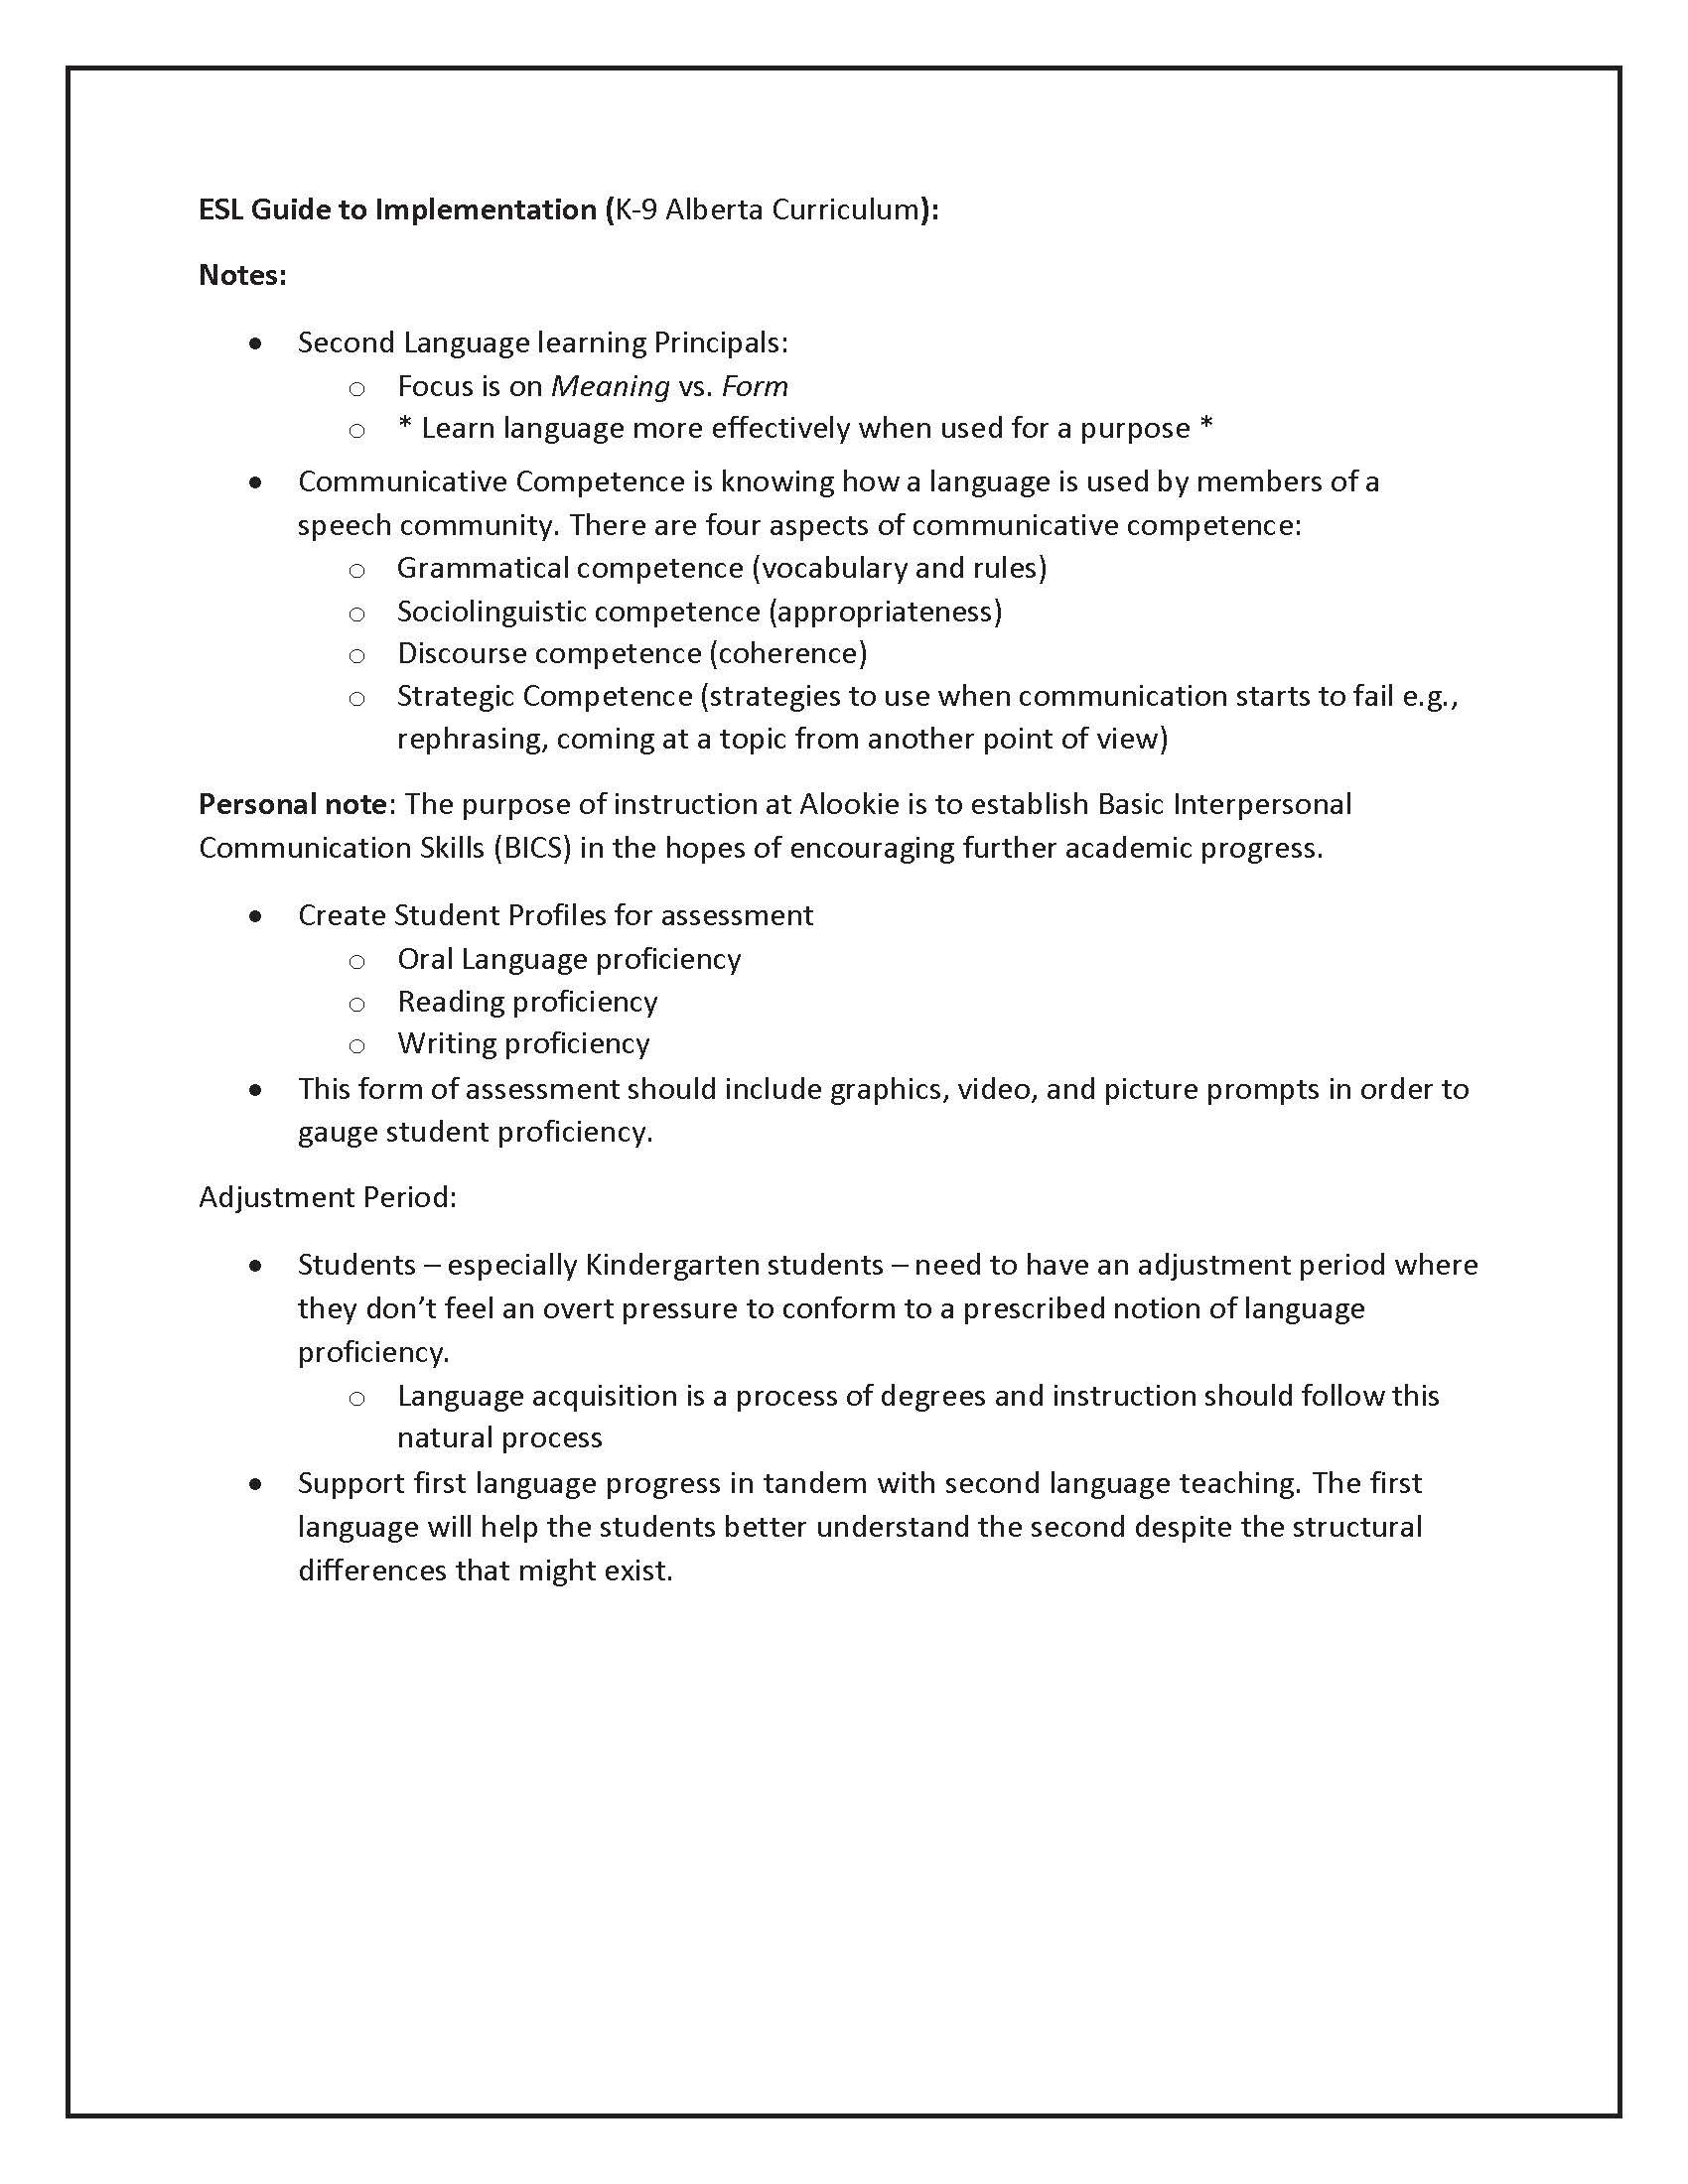 ESL Guide to Implementation (K-9 Alberta Curriculum):
Notes:
• Second Language learning Principals:
o Focus is on Meaning vs. Form
o * Learn language more effectively when used for a purpose *
• Communicative Competence is knowing how a language is used by members of a
speech community. There are four aspects of communicative competence:
o Grammatical competence (vocabulary and rules)
o Sociolinguistic competence (appropriateness)
o Discourse competence (coherence)
o Strategic Competence (strategies to use when communication starts to fail e.g.,
rephrasing, coming at a topic from another point of view)
Personal note: The purpose of instruction at Alookie is to establish Basic Interpersonal
Communication Skills (BICS) in the hopes of encouraging further academic progress.
• Create Student Profiles for assessment
o Oral Language proficiency
o Reading proficiency
o Writing proficiency
• This form of assessment should include graphics, video, and picture prompts in order to
gauge student proficiency.
Adjustment Period:
• Students – especially Kindergarten students – need to have an adjustment period where
they don’t feel an overt pressure to conform to a prescribed notion of language
proficiency.
o Language acquisition is a process of degrees and instruction should follow this
natural process
• Support first language progress in tandem with second language teaching. The first
language will help the students better understand the second despite the structural
differences that might exist.